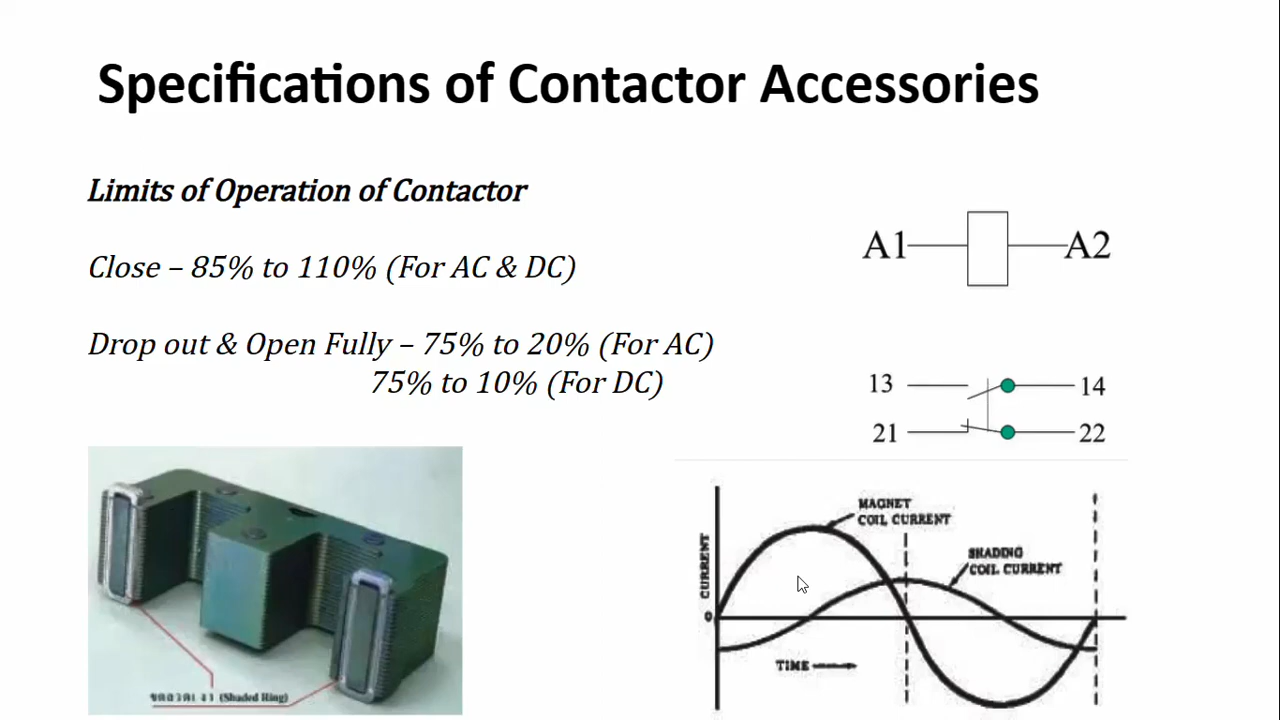 Specifications of Contactor Accessories
Limits of Operation of Contactor
Close – 85% to 110% (For AC & DC)
Drop out & Open Fully – 75% to 20% (For AC)
75% to 10% (For DC)
A1
A2
13
14
21
22
(Shaded Ring)
CURRENT
0
MAGNET
COIL CURRENT
SHADING
COIL CURRENT
TIME